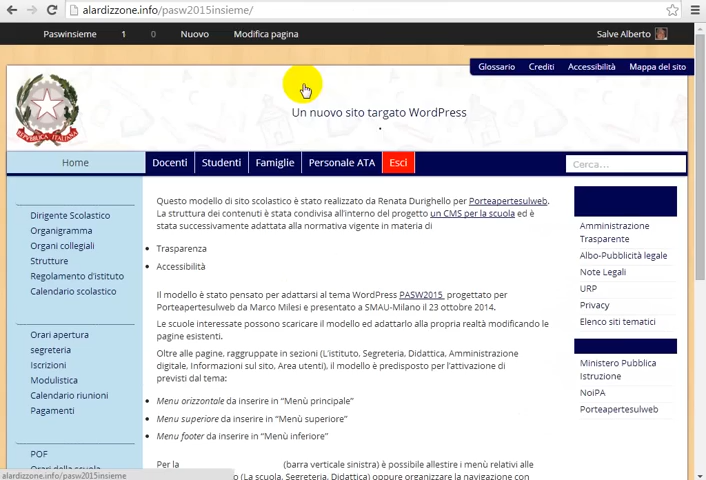 alardizzone.info/pasw2015insieme/
Paswinsieme 1 0 Nuovo Modifica pagina Salve Alberto
Glossario Crediti Accessibilità Mappa del sito
Un nuovo sito targato WordPress
Home Docenti Studenti Famiglie Personale ATA Esci Cerca...
Dirigente Scolastico
Organigramma
Organi collegiali
Strutture
Regolamento d'istituto
Calendario scolastico
Orari apertura
segreteria
Iscrizioni
Modulistica
Calendario riunioni
Pagamenti
POF
Orari della scuola
Questo modello di sito scolastico è stato realizzato da Renata Durighello per Porteapertesulweb.
La struttura dei contenuti è stata condivisa all'interno del progetto un CMS per la scuola ed è
stata successivamente adattata alla normativa vigente in materia di
• Trasparenza
• Accessibilità
Il modello è stato pensato per adattarsi al tema WordPress PASW2015 progettato per
Porteapertesulweb da Marco Milesi e presentato a SMAU-Milano il 23 ottobre 2014.
Le scuole interessate possono scaricare il modello ed adattarlo alla propria realtà modificando le
pagine esistenti.
Oltre alle pagine, raggruppate in sezioni (L'istituto, Segreteria, Didattica, Amministrazione
digitale, Informazioni sul sito, Area utenti), il modello è predisposto per l'attivazione di
previsti dal tema:
• Menu orizzontale da inserire in "Menù principale"
• Menu superiore da inserire in "Menù superiore"
• Menu footer da inserire in "Menù inferiore"
Per la (barra verticale sinistra) è possibile allestire i menù relativi alle
(La scuola, Segreteria, Didattica) oppure organizzare la navigazione con
Amministrazione
Trasparente
Albo-Pubblicità legale
Note Legali
URP
Privacy
Elenco siti tematici
Ministero Pubblica
Istruzione
NoiPA
Porteapertesulweb
alardizzone.info/pasw2015insieme